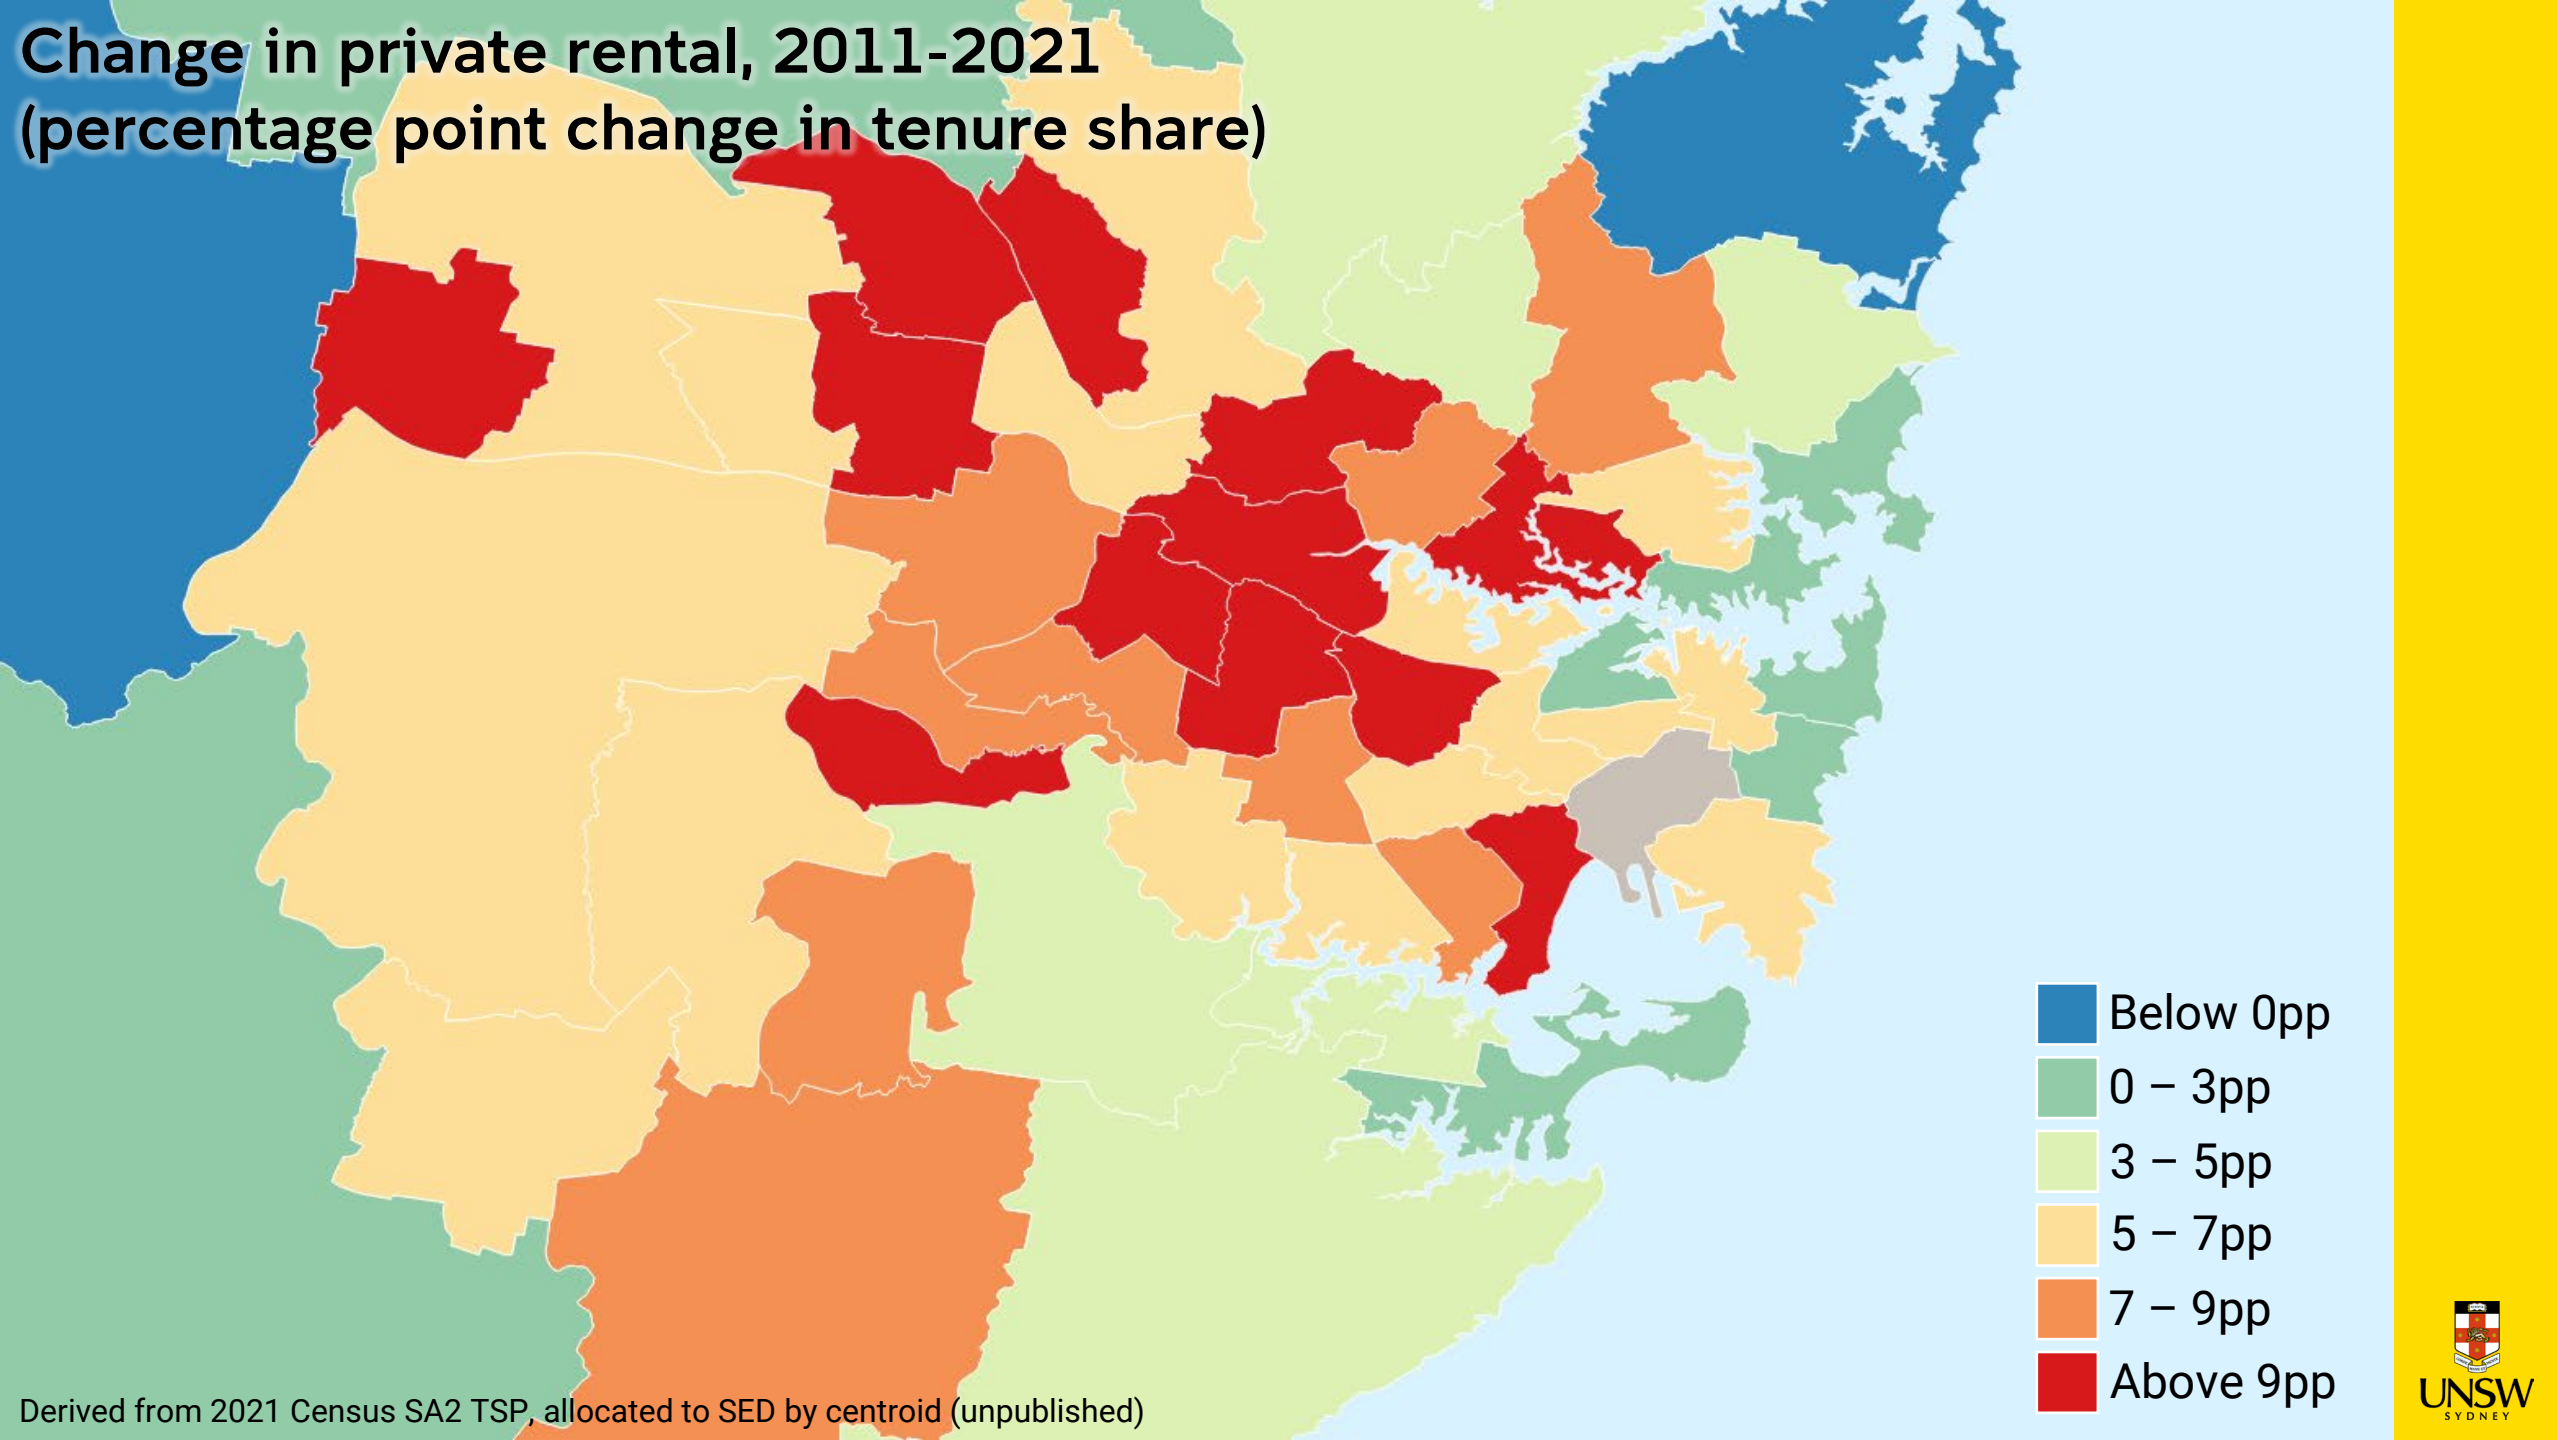 Change in private rental, 2011-2021
(percentage point change in tenure share)
Below 0pp
0 – 3pp
3 – 5pp
5 – 7pp
7 – 9pp
Above 9pp
Derived from 2021 Census SA2 TSP, allocated to SED by centroid (unpublished)
UNSW
SYDNEY